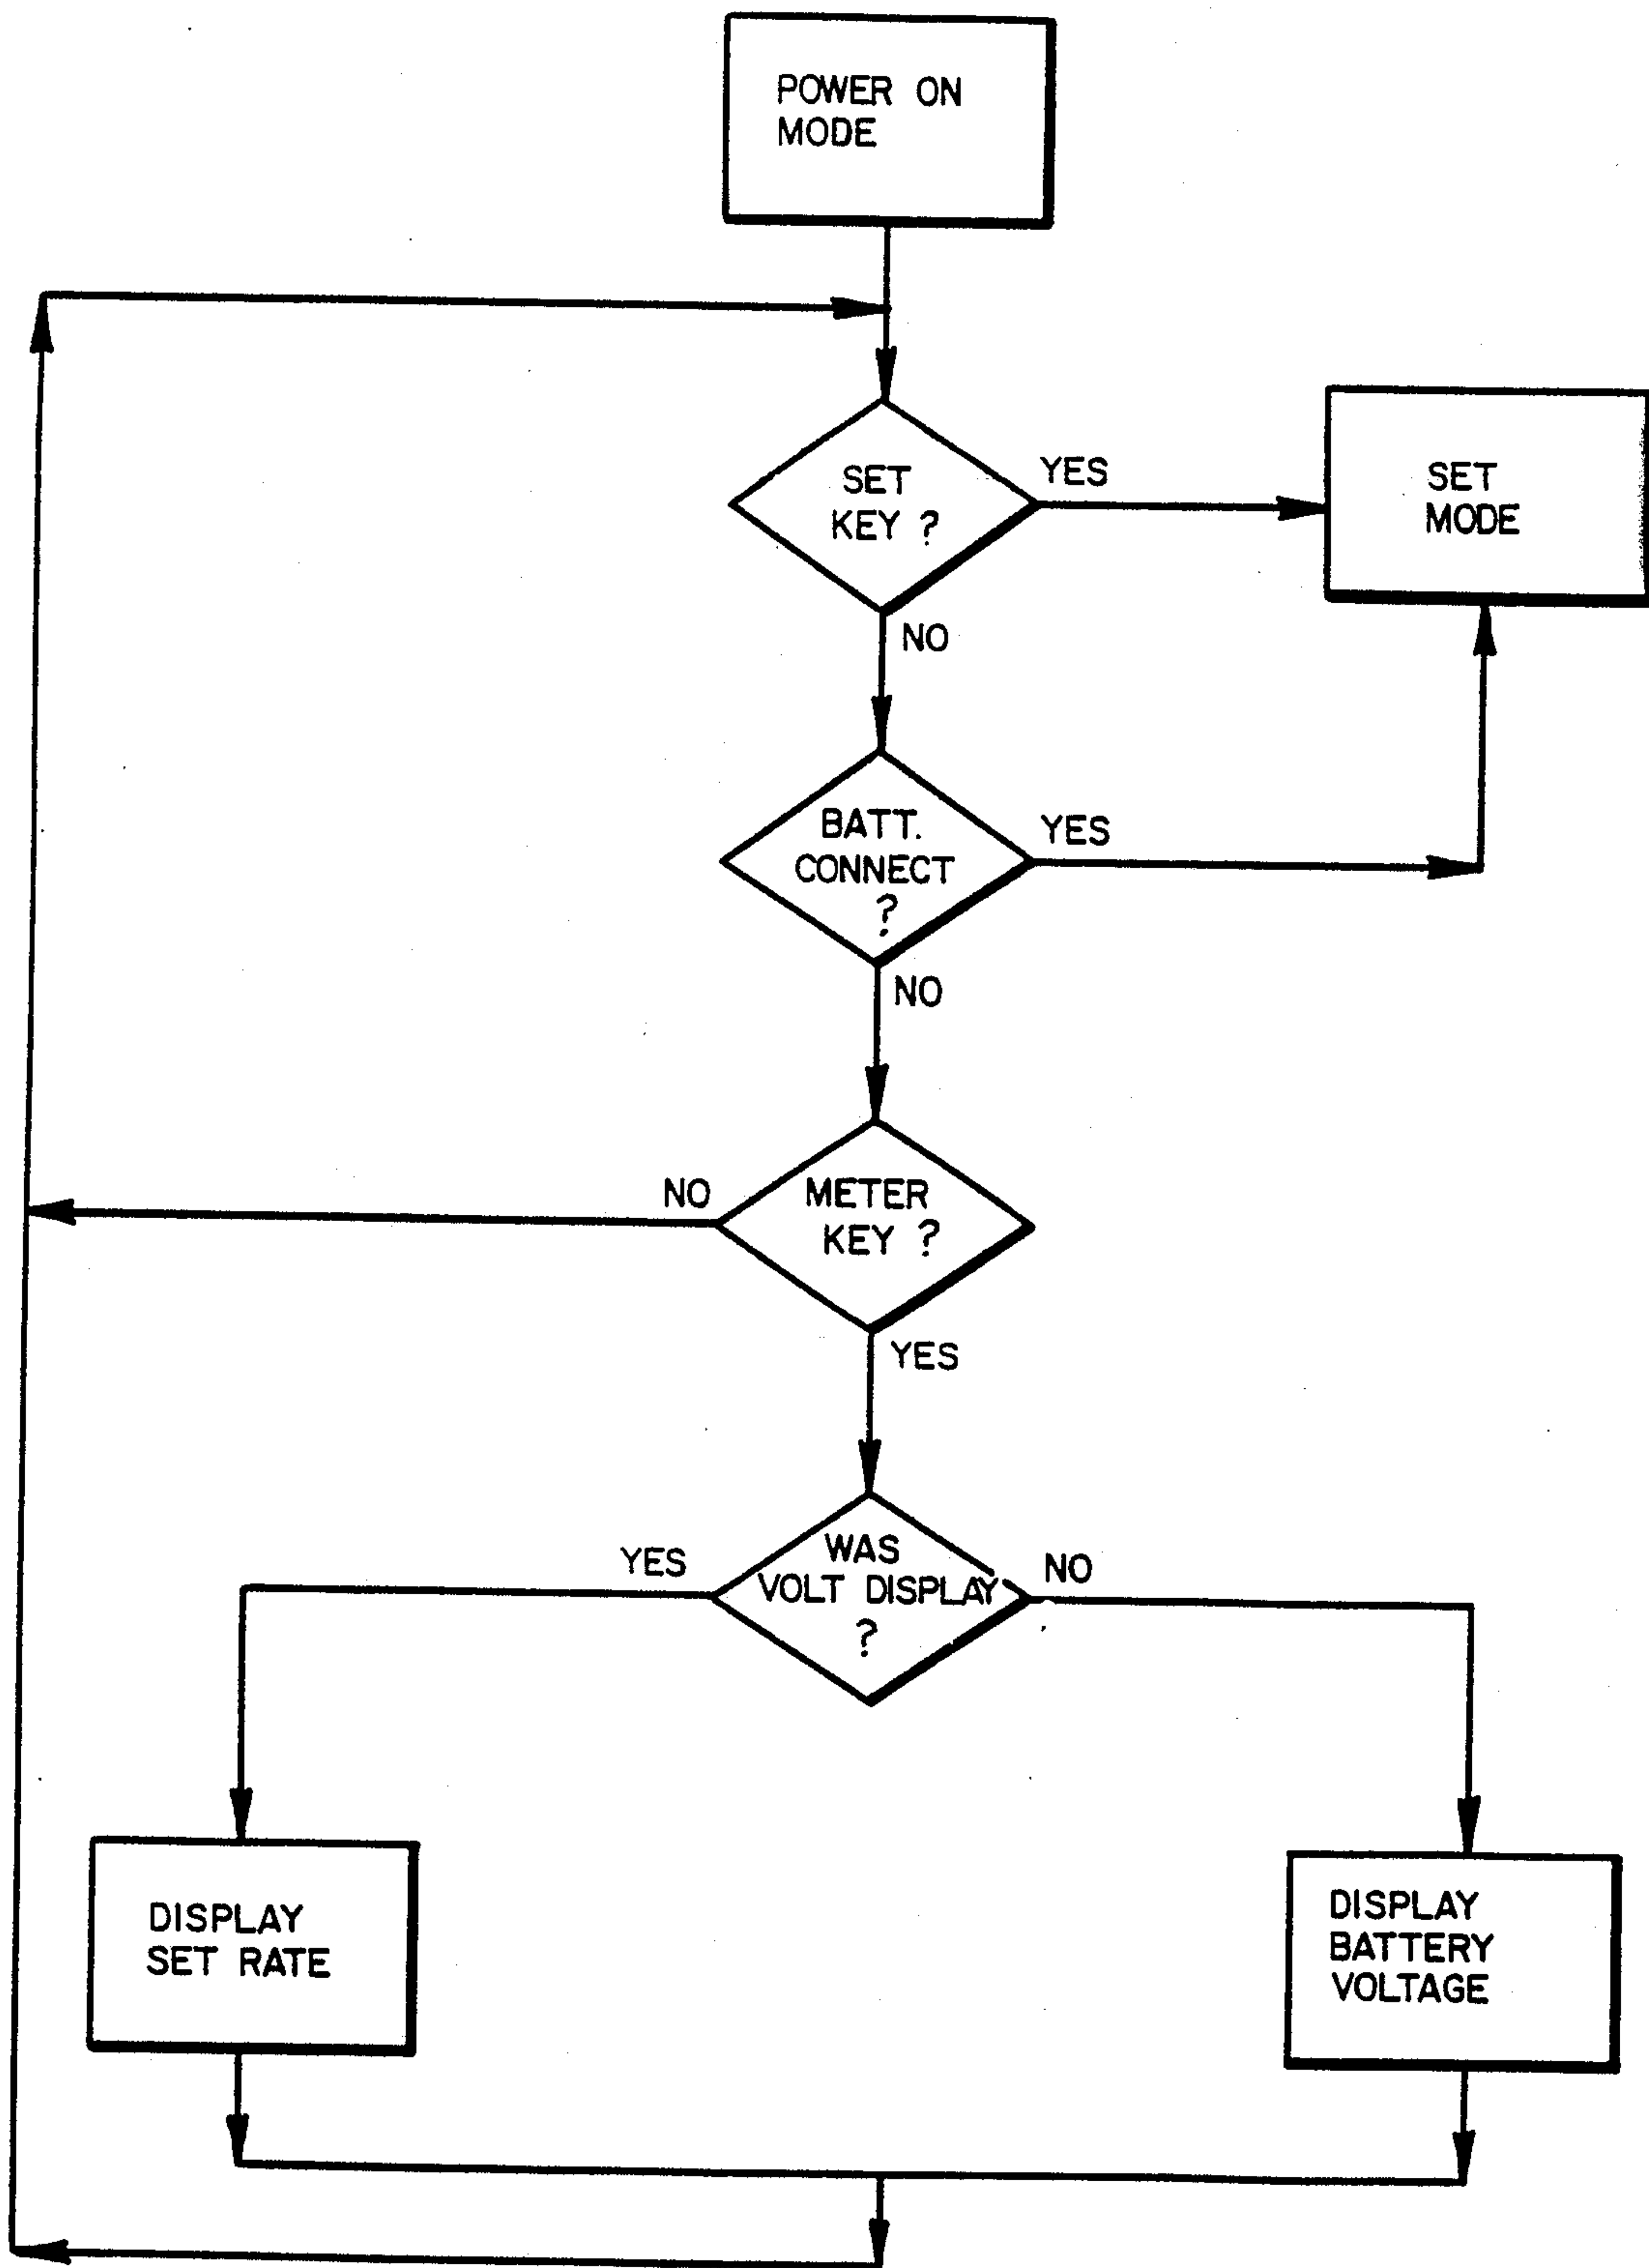 POWER ON
MODE
SET
KEY ?
YES
SET
MODE
NO
BATT.
CONNECT
?
YES
NO
METER
KEY ?
NO
YES
WAS
VOLT DISPLAY
?
YES
NO
DISPLAY
SET RATE
DISPLAY
BATTERY
VOLTAGE